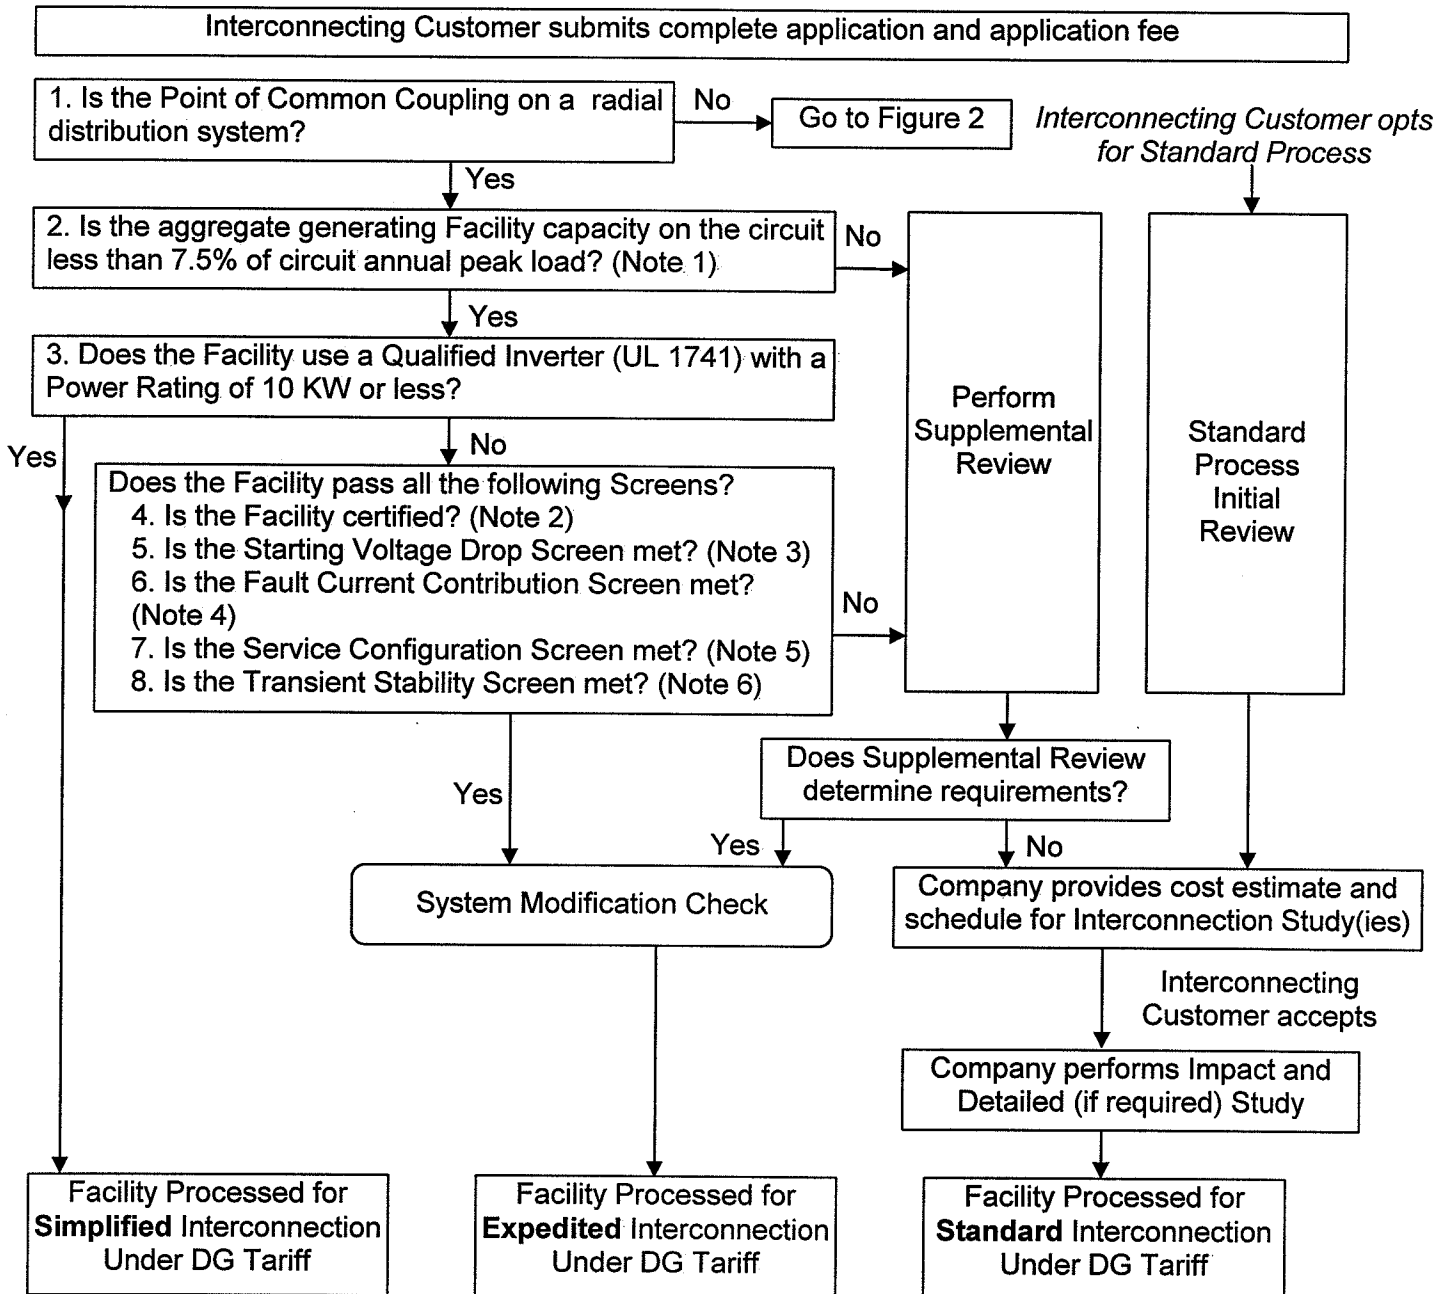 Interconnecting Customer submits complete application and application fee
1. Is the Point of Common Coupling on a radial
distribution system?
No
Go to Figure 2
Interconnecting Customer opts
for Standard Process
Yes
2. Is the aggregate generating Facility capacity on the circuit
less than 7.5% of circuit annual peak load? (Note 1)
No
Yes
3. Does the Facility use a Qualified Inverter (UL 1741) with a
Power Rating of 10 KW or less?
Perform
Supplemental
Review
Standard
Process
Initial
Review
Yes
No
Does the Facility pass all the following Screens?
4. Is the Facility certified? (Note 2)
5. Is the Starting Voltage Drop Screen met? (Note 3)
6. Is the Fault Current Contribution Screen met?
(Note 4)
7. Is the Service Configuration Screen met? (Note 5)
8. Is the Transient Stability Screen met? (Note 6)
No
Does Supplemental Review
determine requirements?
Yes
Yes
No
System Modification Check
Company provides cost estimate and
schedule for Interconnection Study(ies)
Interconnecting
Customer accepts
Company performs Impact and
Detailed (if required) Study
Facility Processed for
Simplified Interconnection
Under DG Tariff
Facility Processed for
Expedited Interconnection
Under DG Tariff
Facility Processed for
Standard Interconnection
Under DG Tariff